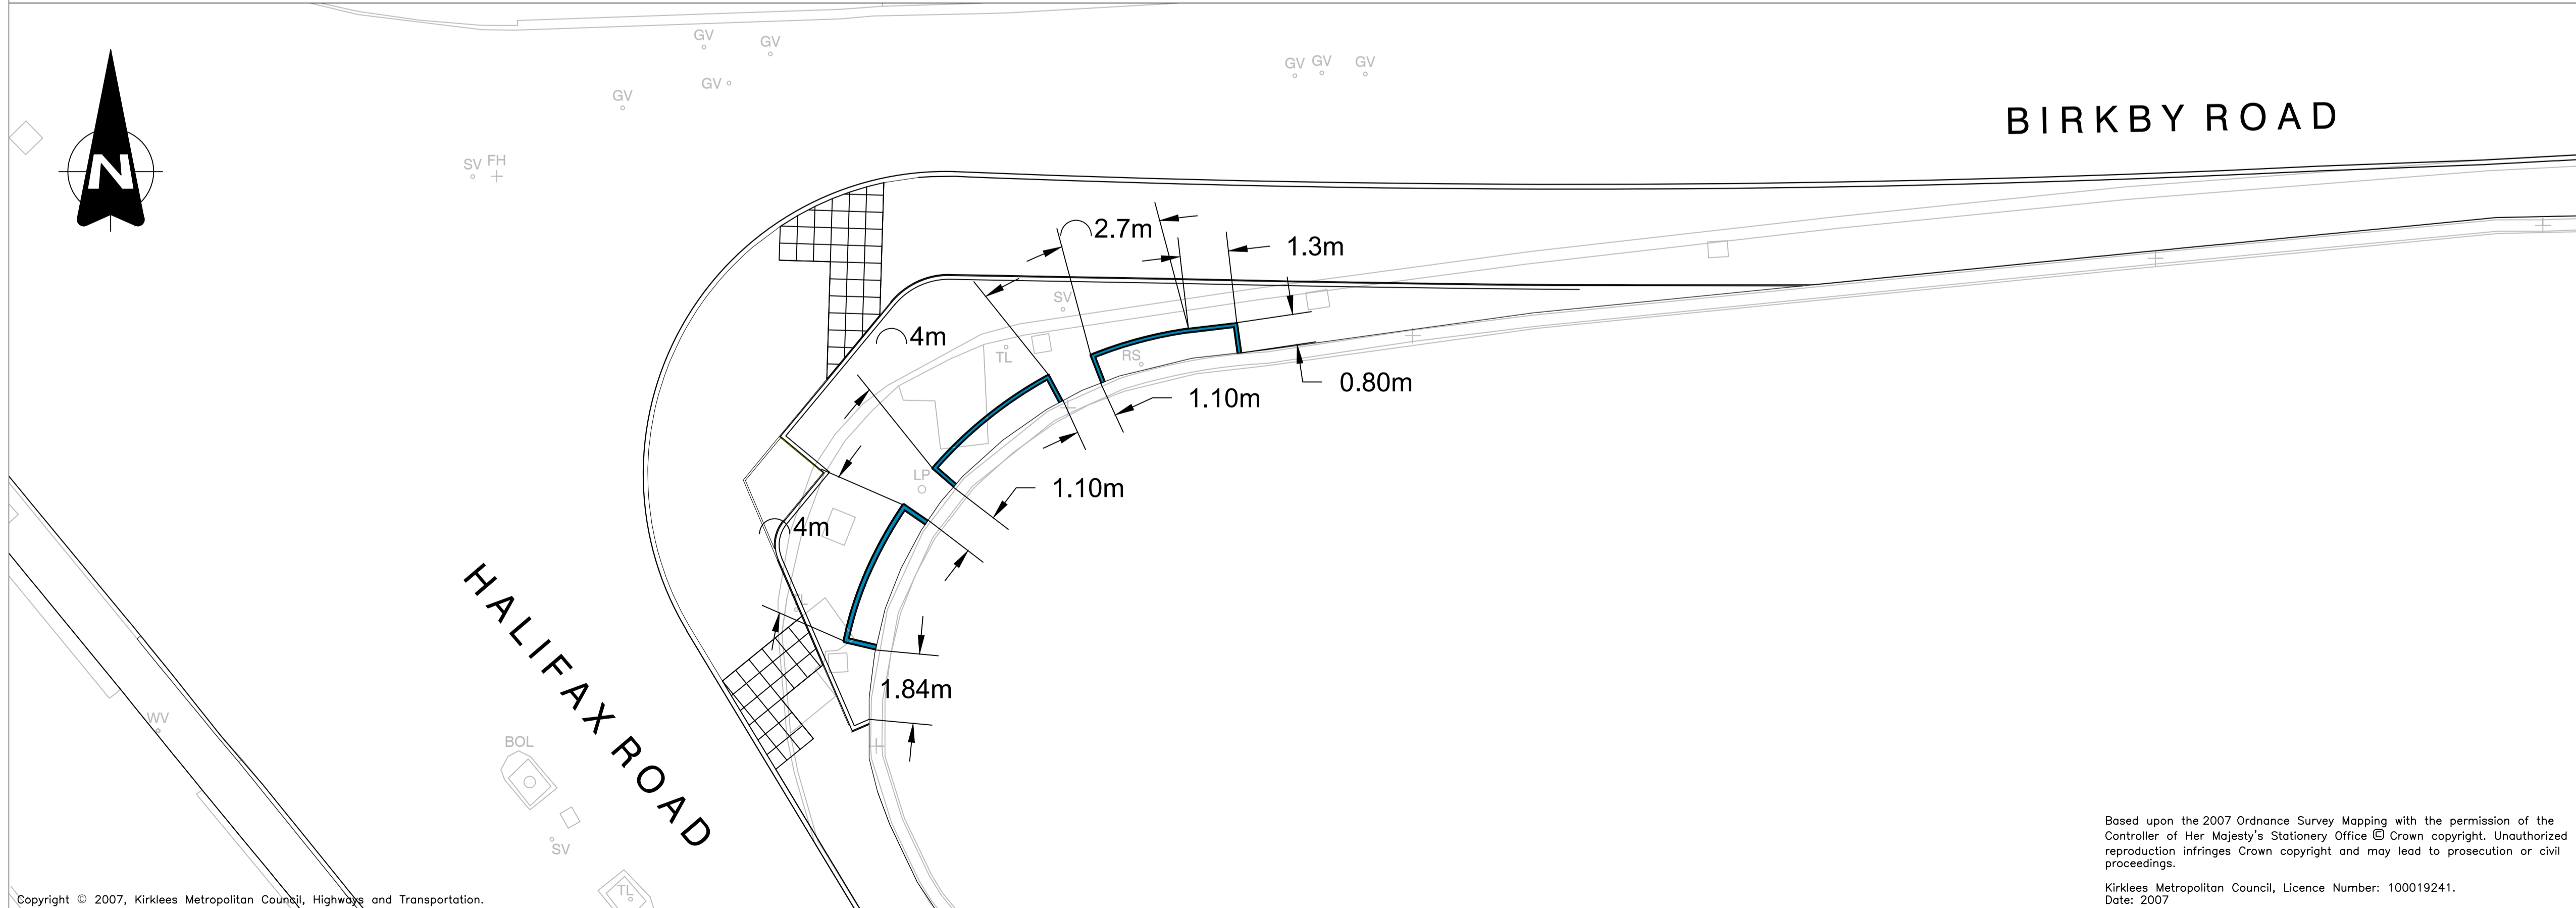 GV
GV
GV
GV
GV GV GV
BIRKBY ROAD
SV FH
N
2.7m
1.3m
SV
4m
TL
RS
0.80m
1.10m
LP
1.10m
4m
HALIFAX ROAD
1.84m
WV
BOL
SV
TL
Based upon the 2007 Ordnance Survey Mapping with the permission of the
Controller of Her Majesty's Stationery Office © Crown copyright. Unauthorized
reproduction infringes Crown copyright and may lead to prosecution or civil
proceedings.
Kirklees Metropolitan Council, Licence Number: 100019241.
Date: 2007
Copyright © 2007, Kirklees Metropolitan Council, Highways and Transportation.